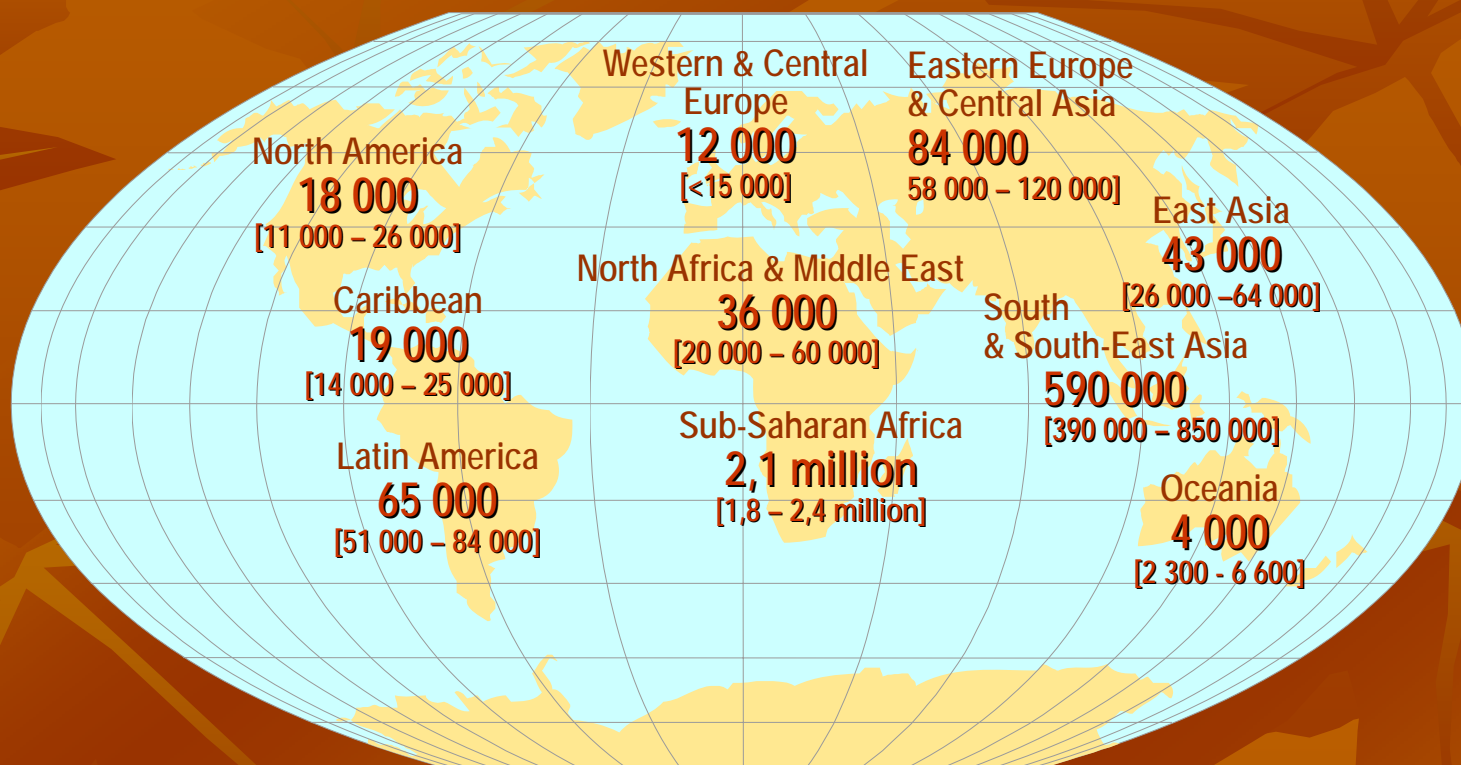 Western & Central
Europe
12 000
[<15 000]
Eastern Europe
& Central Asia
84 000
58 000 – 120 000]
North America
18 000
[11 000 – 26 000]
East Asia
43 000
[26 000 –64 000]
North Africa & Middle East
36 000
[20 000 – 60 000]
Caribbean
19 000
[14 000 – 25 000]
South
& South-East Asia
590 000
[390 000 – 850 000]
Sub-Saharan Africa
2,1 million
[1,8 – 2,4 million]
Latin America
65 000
[51 000 – 84 000]
Oceania
4 000
[2 300 - 6 600]